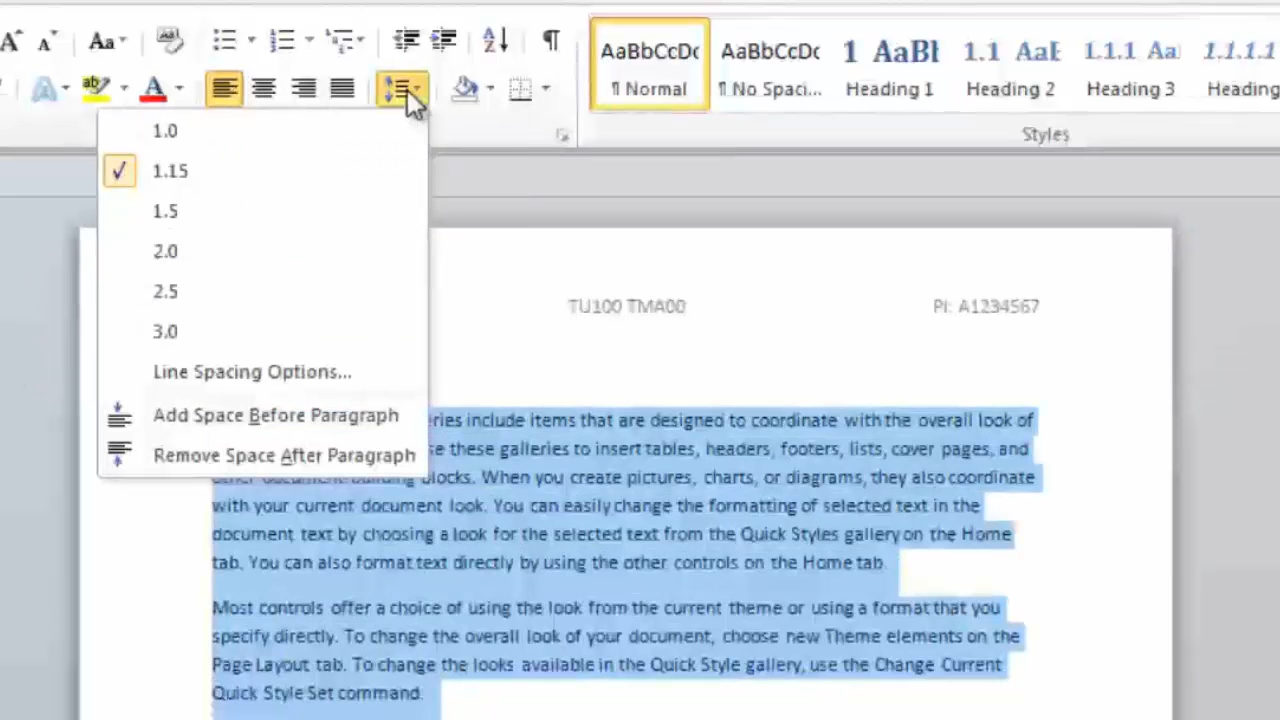 A A Aa
A ab A
AaBbCcDc AaBbCcDc 1 AaBl 1.1 AaE 1.1.1 Aa 1.1.1.1
¶ Normal ¶ No Spaci... Heading 1 Heading 2 Heading 3 Heading
Styles
1.0
1.15
1.5
2.0
2.5
3.0
Line Spacing Options...
Add Space Before Paragraph
Remove Space After Paragraph
TU100 TMA00 PI: A1234567
ries include items that are designed to coordinate with the overall look of
se these galleries to insert tables, headers, footers, lists, cover pages, and
other document building blocks. When you create pictures, charts, or diagrams, they also coordinate
with your current document look. You can easily change the formatting of selected text in the
document text by choosing a look for the selected text from the Quick Styles gallery on the Home
tab. You can also format text directly by using the other controls on the Home tab.
Most controls offer a choice of using the look from the current theme or using a format that you
specify directly. To change the overall look of your document, choose new Theme elements on the
Page Layout tab. To change the looks available in the Quick Style gallery, use the Change Current
Quick Style Set command.